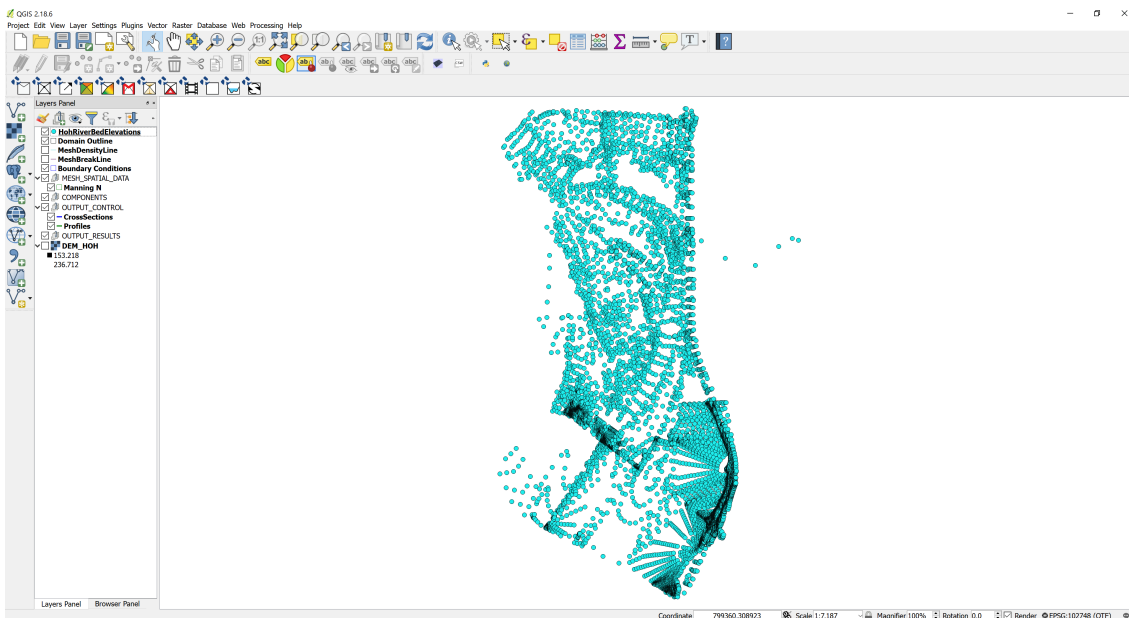 QGIS 2.18.6
Project Edit View Layer Settings Plugins Vector Raster Database Web Processing Help
abc
Layers Panel
HohRiverBedElevations
Domain Outline
MeshDensityLine
MeshBreakLine
Boundary Conditions
MESH_SPATIAL_DATA
Manning N
COMPONENTS
OUTPUT_CONTROL
CrossSections
Profiles
OUTPUT_RESULTS
DEM_HOH
153.218
236.712
Layers Panel Browser Panel
Coordinate 799360.308923 Scale 1:7.187 Magnifier 100% Rotation 0.0 Render EPSG:102748 (OTF)